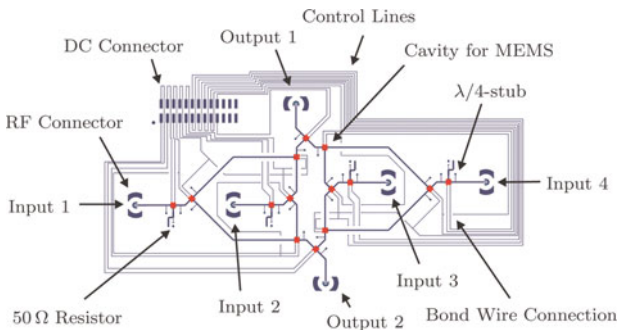 Control Lines
DC Connector
Output 1
Cavity for MEMS
λ/4-stub
RF Connector
Input 1
Input 4
50 Ω Resistor
Input 2
Input 3
Output 2
Bond Wire Connection